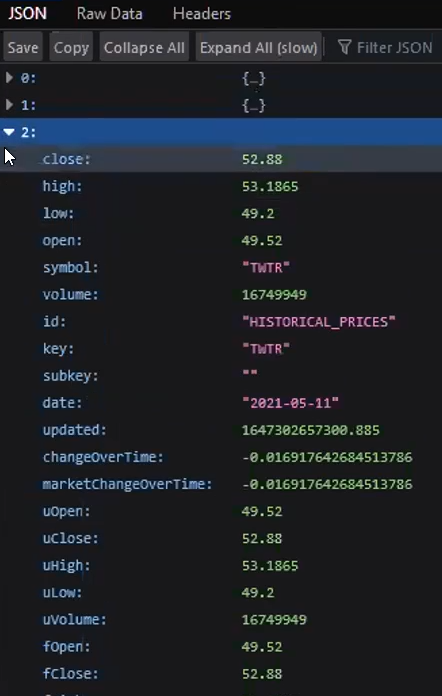 JSON Raw Data Headers
Save Copy Collapse All Expand All (slow) Filter JSON
0: {…}
1: {…}
2:
close: 52.88
high: 53.1865
low: 49.2
open: 49.52
symbol: "TWTR"
volume: 16749949
id: "HISTORICAL_PRICES"
key: "TWTR"
subkey: ""
date: "2021-05-11"
updated: 1647302657300.885
changeOverTime: -0.016917642684513786
marketChangeOverTime: -0.016917642684513786
uOpen: 49.52
uClose: 52.88
uHigh: 53.1865
uLow: 49.2
uVolume: 16749949
fOpen: 49.52
fClose: 52.88